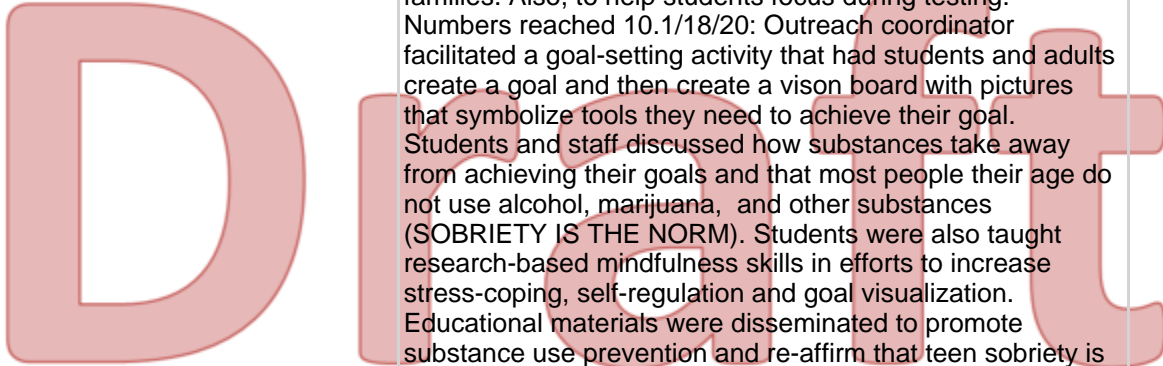 families. Also, to help students focus during testing.
Numbers reached 10.1/18/20: Outreach coordinator
facilitated a goal-setting activity that had students and adults
create a goal and then create a vison board with pictures
that symbolize tools they need to achieve their goal.
Students and staff discussed how substances take away
from achieving their goals and that most people their age do
not use alcohol, marijuana,  and other substances
(SOBRIETY IS THE NORM). Students were also taught
research-based mindfulness skills in efforts to increase
stress-coping, self-regulation and goal visualization.
Educational materials were disseminated to promote
substance use prevention and re-affirm that teen sobriety is
Draft